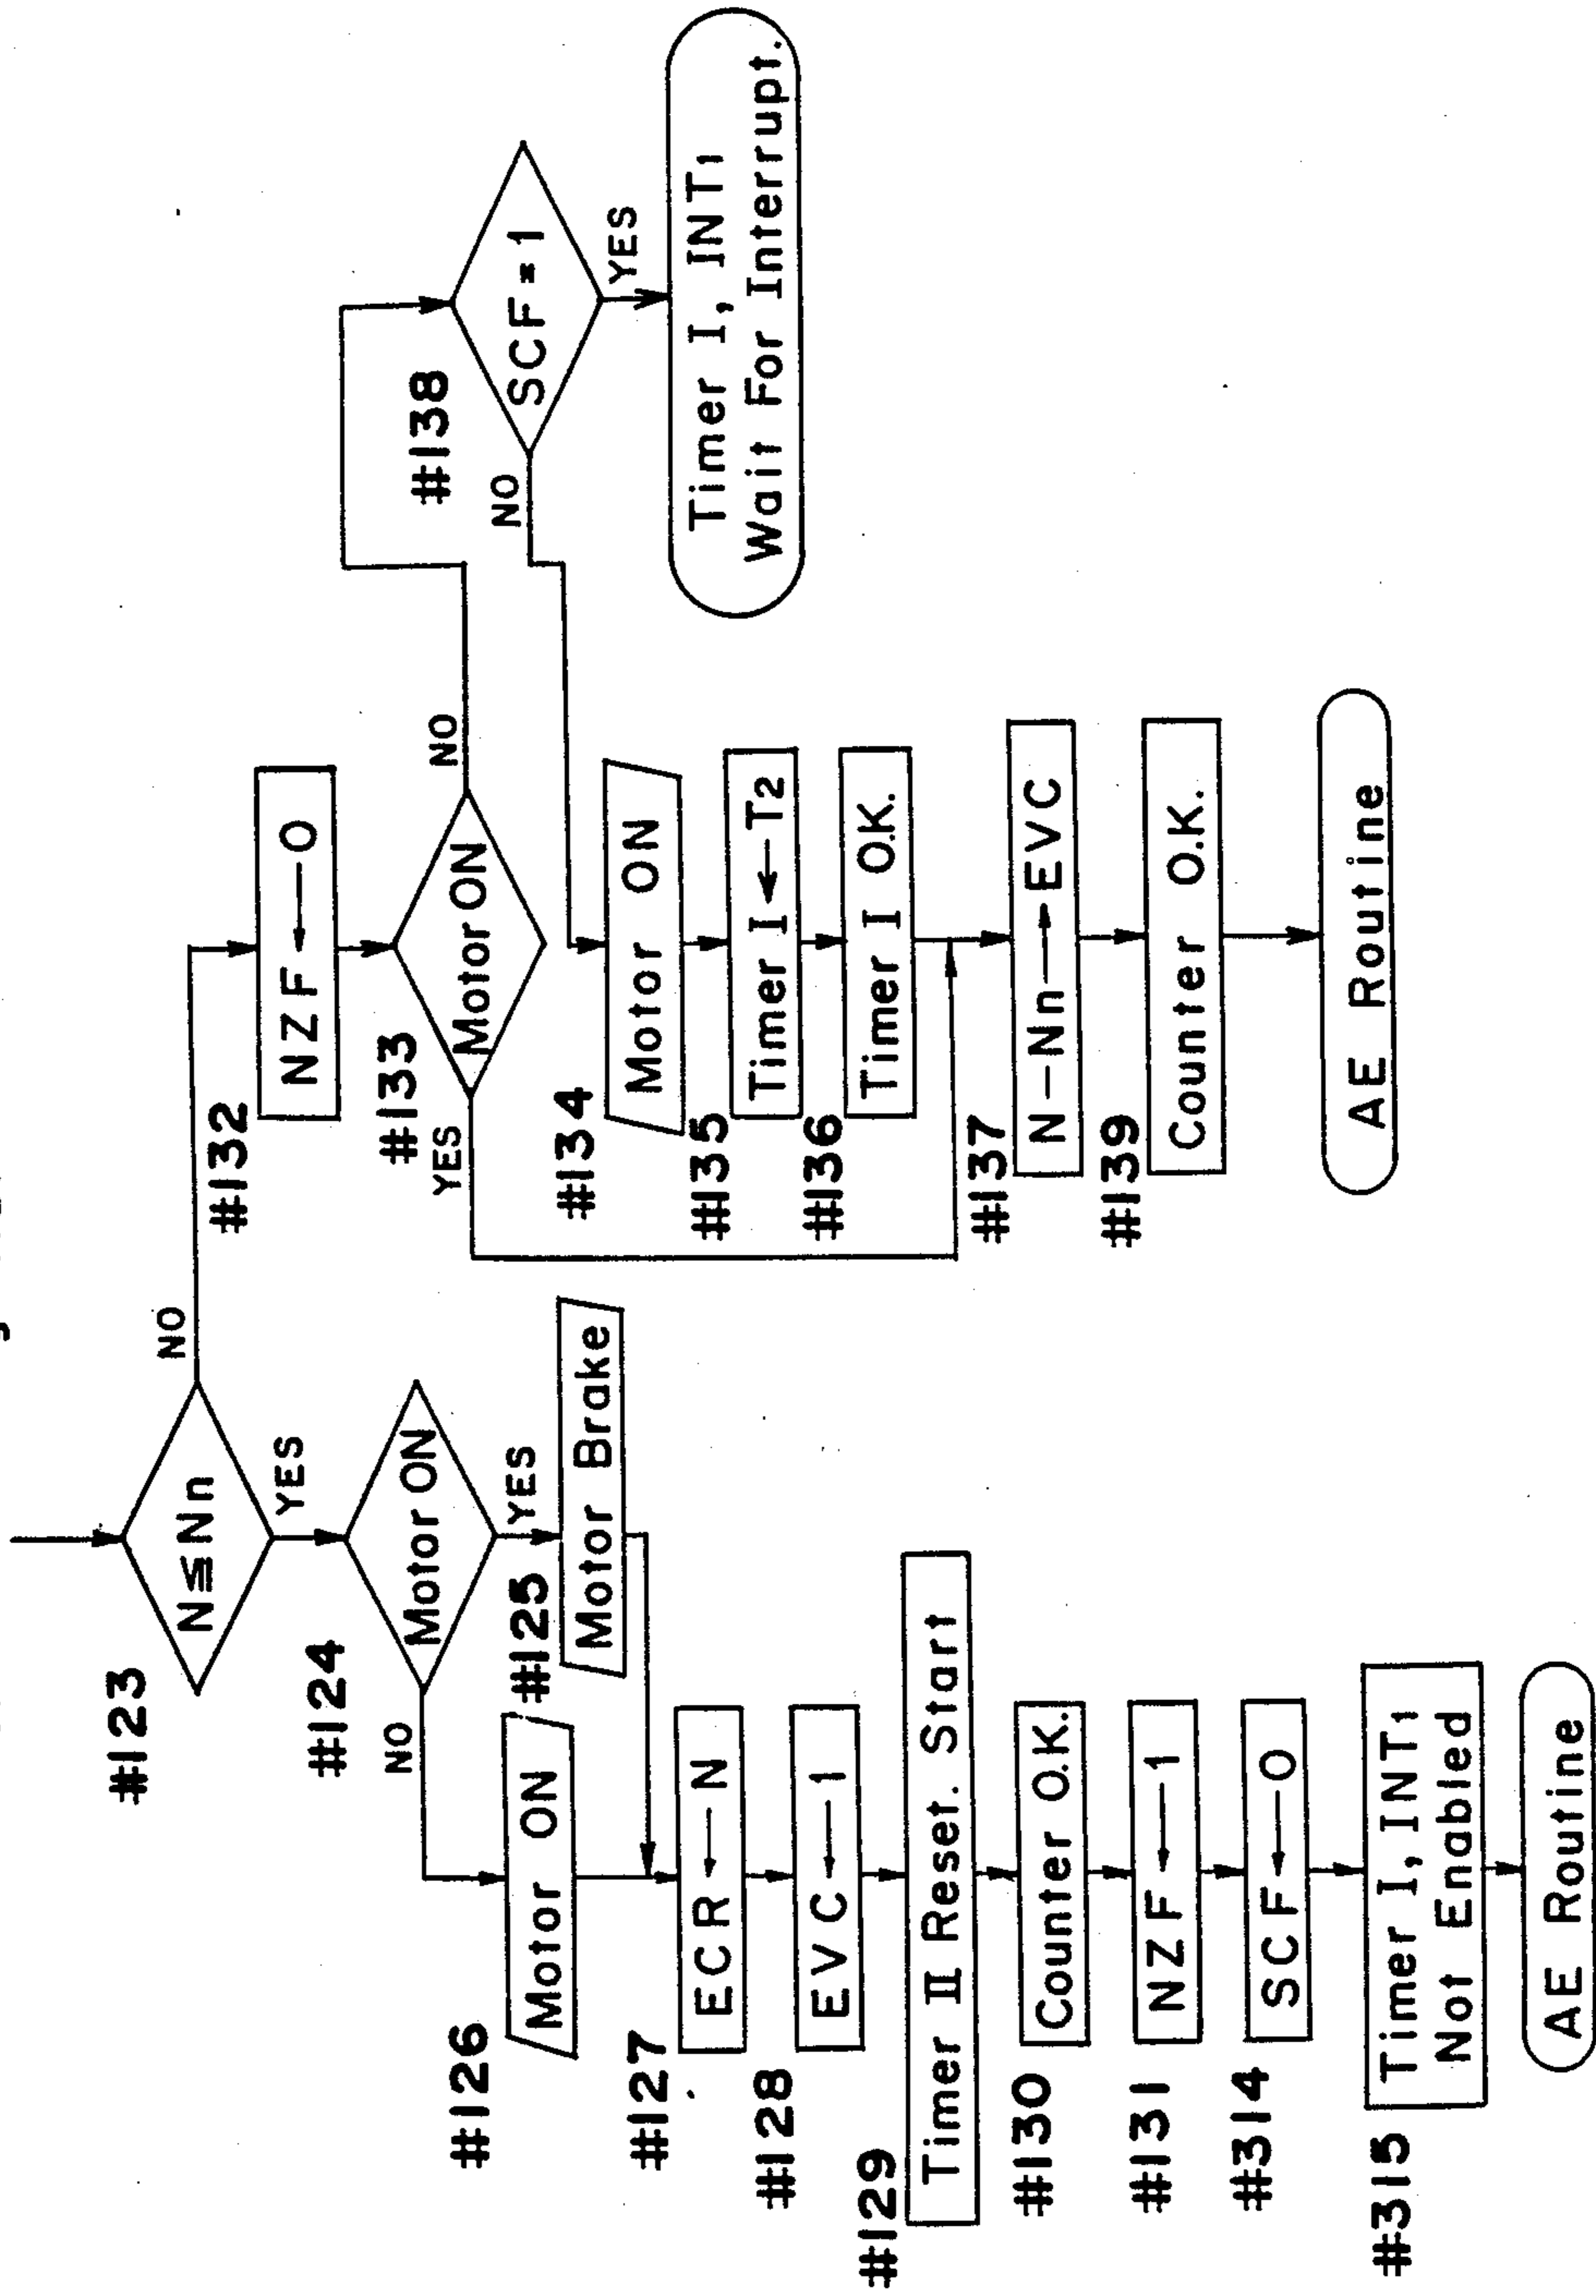 #123
N≦Nn
NO
YES
#124
Motor ON
NO
YES
#125
Motor Brake
#126
Motor ON
#127
ECR←N
#128
EVC←1
#129
Timer II Reset. Start
#130
Counter O.K.
#131
NZF←1
#314
SCF←O
#315
Timer I, INT1
Not Enabled
AE Routine
#132
NZF←O
#133
Motor ON
YES
NO
#134
Motor ON
#135
Timer I←T2
#136
Timer I O.K.
#137
N-Nn→EVC
#139
Counter O.K.
AE Routine
#138
SCF=1
NO
YES
Timer I, INT1
Wait For Interrupt.